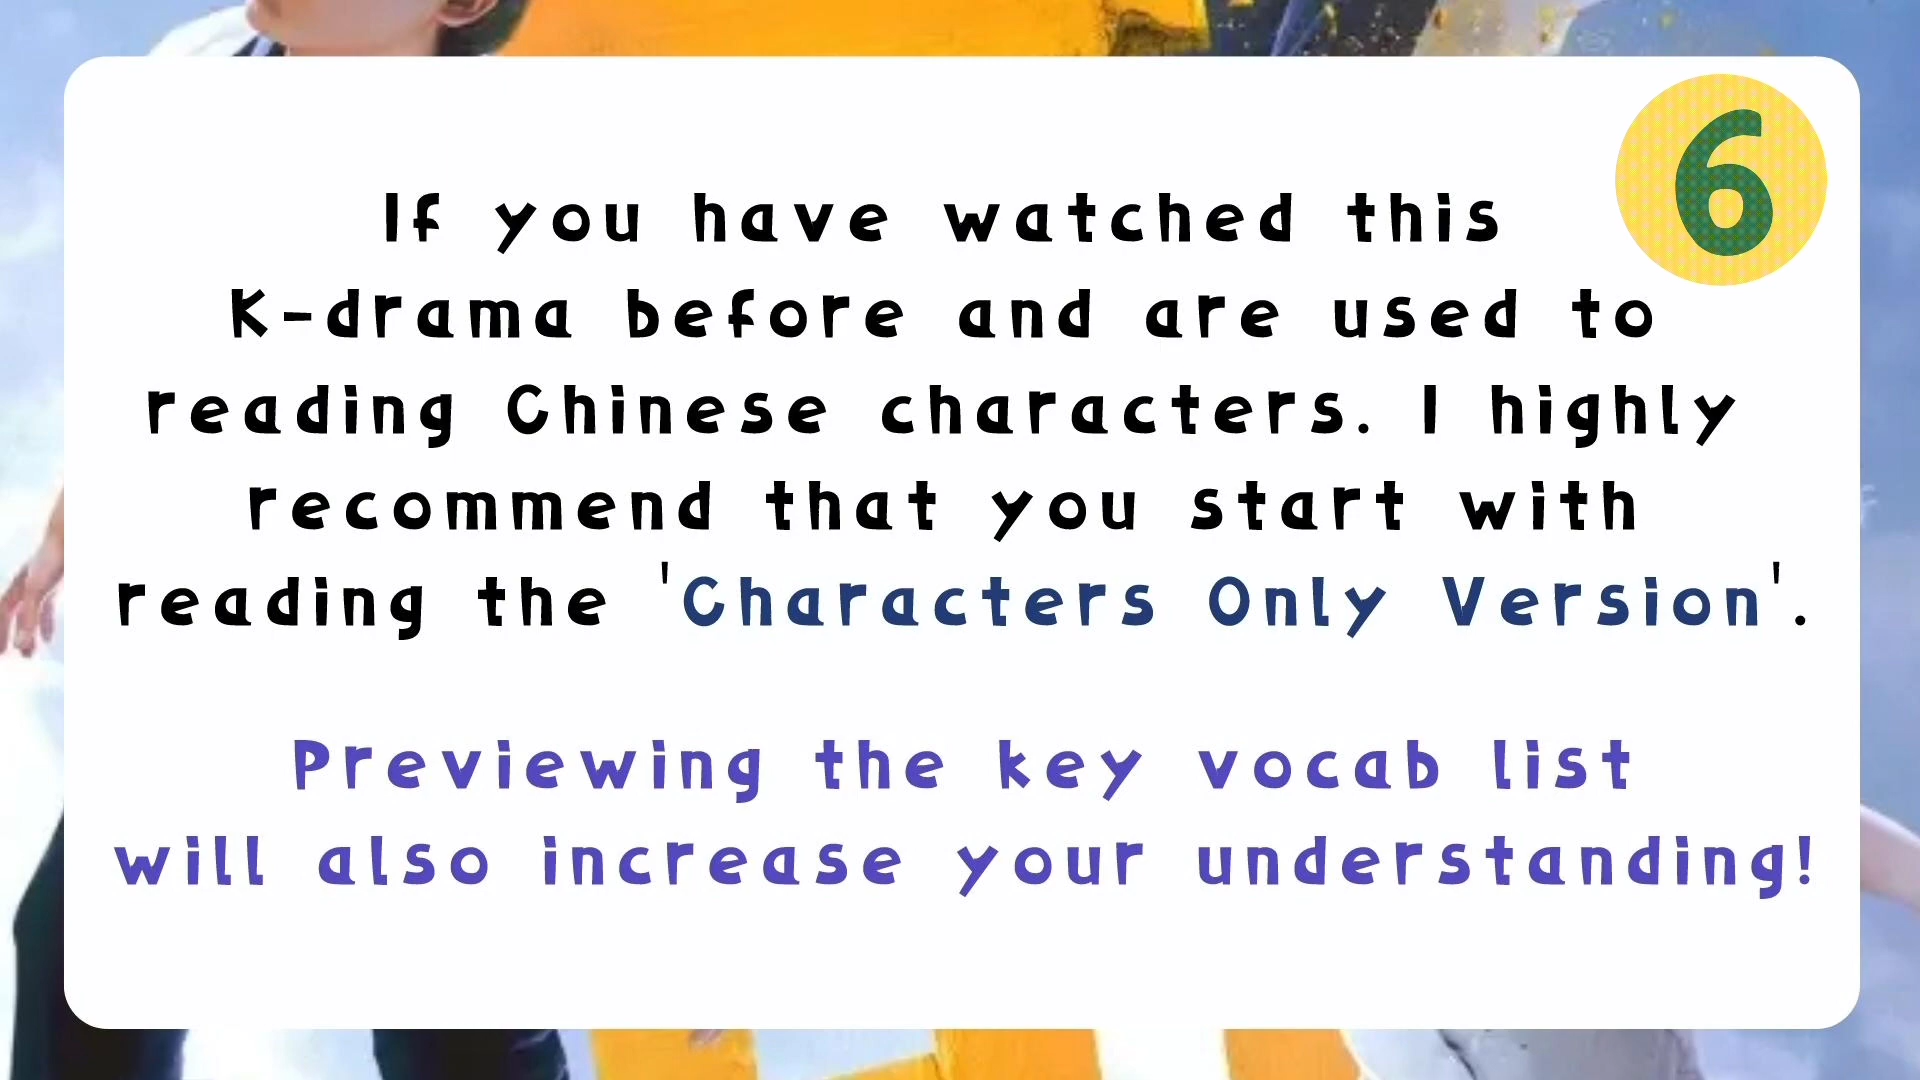 6
If you have watched this
K-drama before and are used to
reading Chinese characters. I highly
recommend that you start with
reading the 'Characters Only Version'.
Previewing the key vocab list
will also increase your understanding!